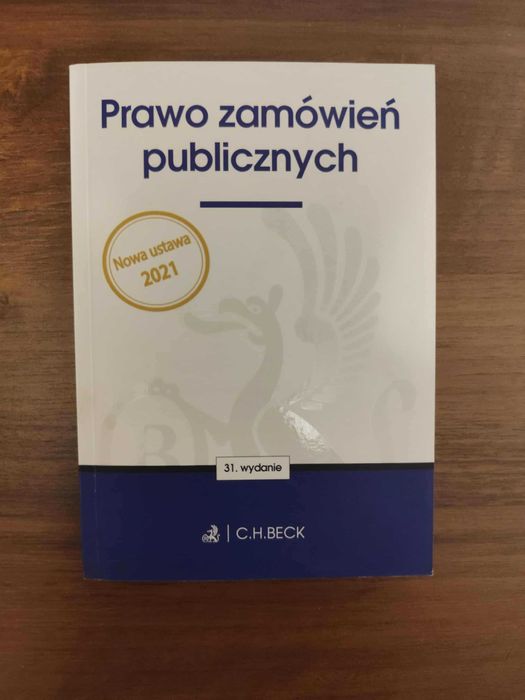 Prawo zamówień
publicznych
Nowa ustawa
2021
31. wydanie
C.H.BECK